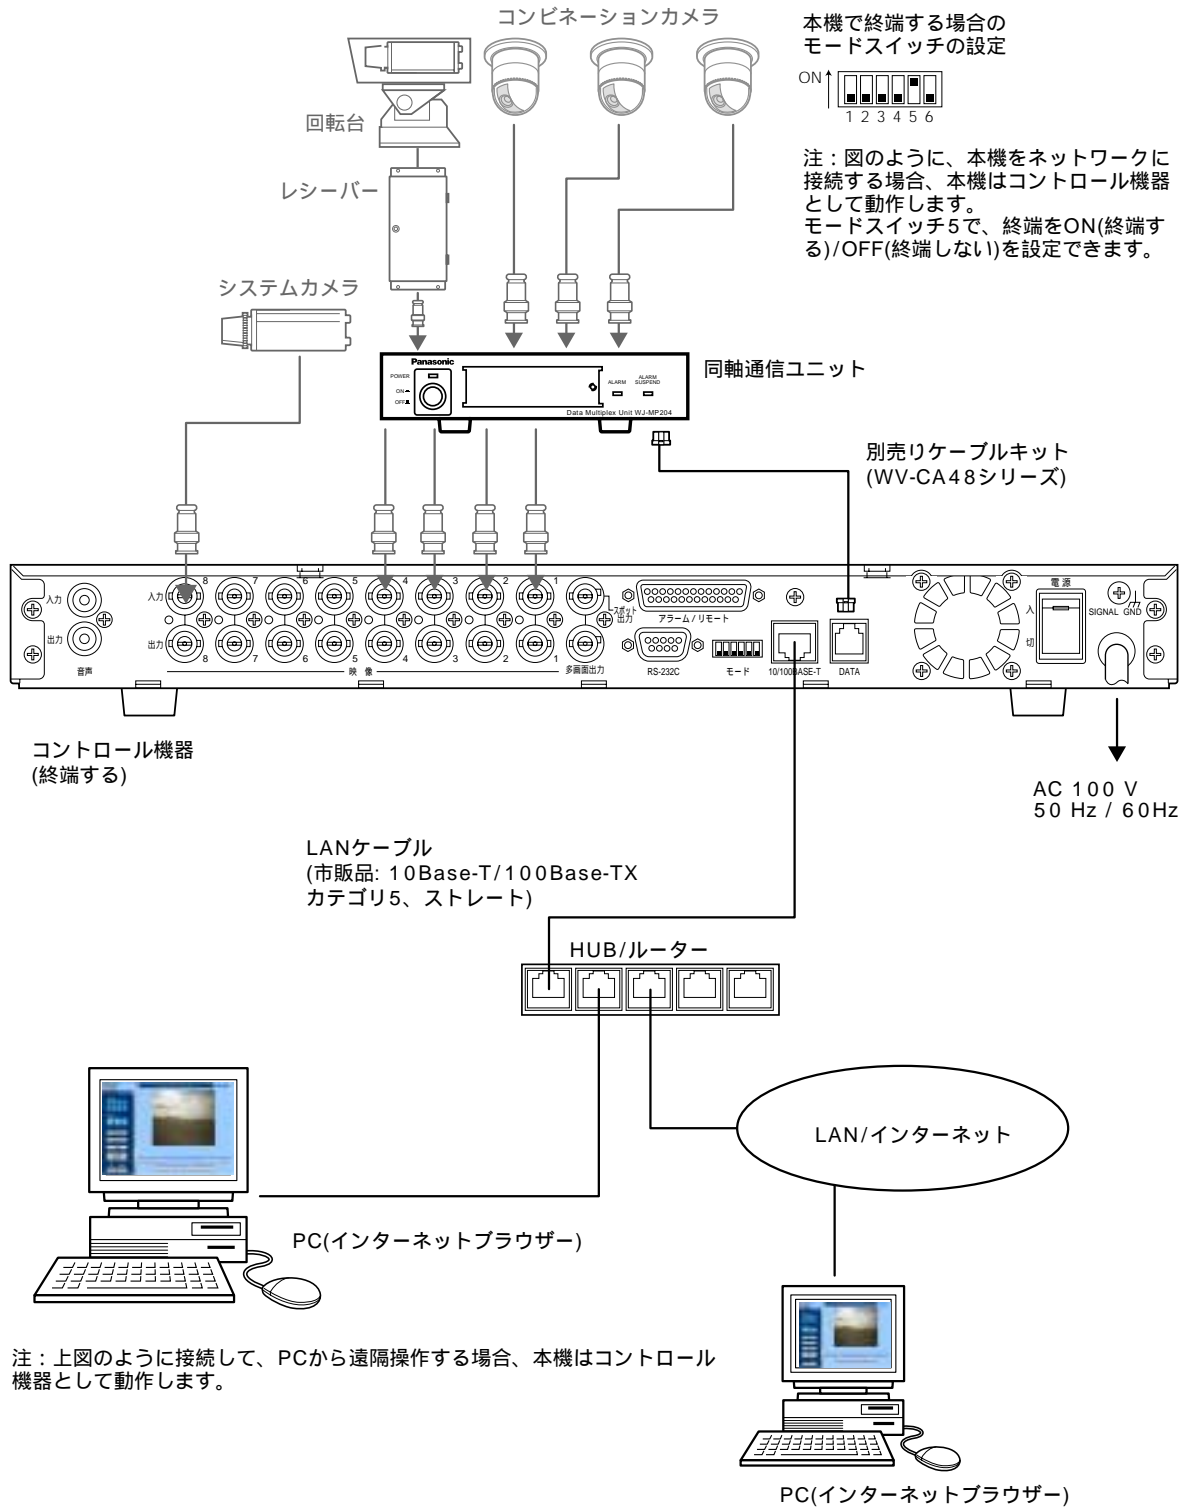 コンビネーションカメラ
本機で終端する場合の
モードスイッチの設定
ON
1 2 3 4 5 6
回転台
注：図のように、本機をネットワークに
接続する場合、本機はコントロール機器
として動作します。
モードスイッチ5で、終端をON(終端す
る)/OFF(終端しない)を設定できます。
レシーバー
システムカメラ
Panasonic
POWER
ON
OFF
ALARM
ALARM
SUSPEND
Data Multiplex Unit WJ-MP204
同軸通信ユニット
別売りケーブルキット
(WV-CA48シリーズ)
入力
出力
音声
入力 8 7 6 5 4 3 2 1
出力 8 7 6 5 4 3 2 1
映 像
スポット
出力
多画面出力
アラーム / リモート
RS-232C
モード
10/100BASE-T
DATA
電 源
入
切
SIGNAL GND
コントロール機器
(終端する)
AC 100 V
50 Hz / 60Hz
LANケーブル
(市販品: 10Base-T/100Base-TX
カテゴリ5、ストレート)
HUB/ルーター
LAN/インターネット
PC(インターネットブラウザー)
注：上図のように接続して、PCから遠隔操作する場合、本機はコントロール
機器として動作します。
PC(インターネットブラウザー)